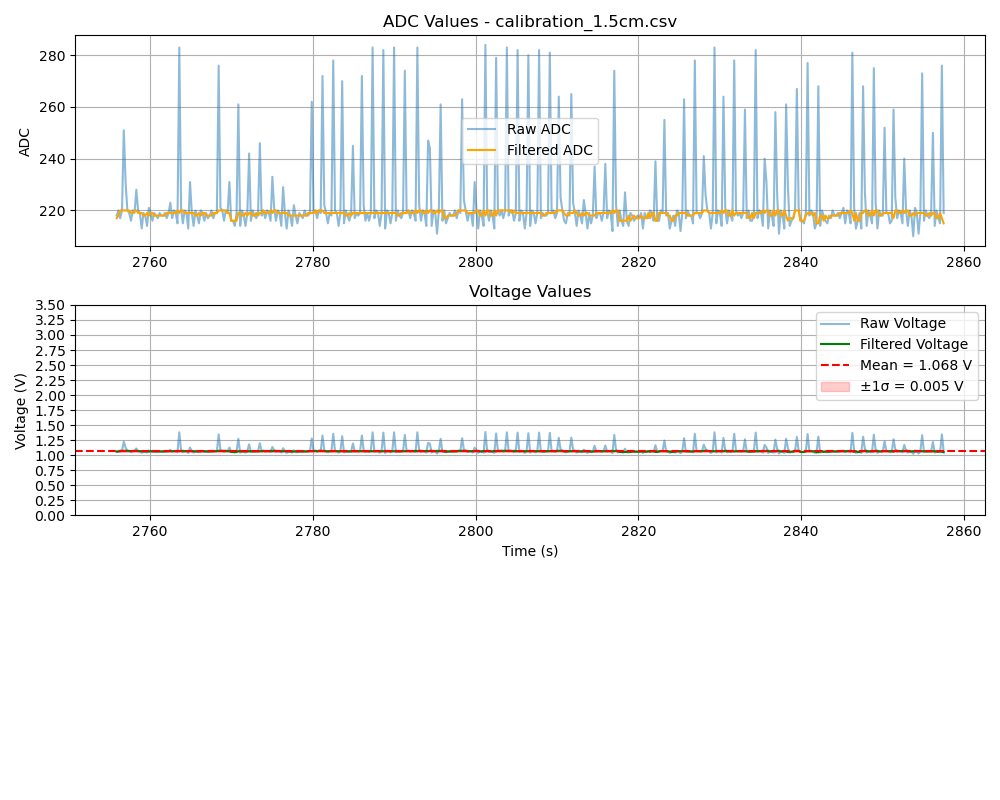 ADC Values - calibration_1.5cm.csv
280
260
240
220
ADC
Raw ADC
Filtered ADC
2760 2780 2800 2820 2840 2860
Voltage Values
3.50
3.25
3.00
2.75
2.50
2.25
2.00
1.75
1.50
1.25
1.00
0.75
0.50
0.25
0.00
Voltage (V)
Raw Voltage
Filtered Voltage
Mean = 1.068 V
±1σ = 0.005 V
2760 2780 2800 2820 2840 2860
Time (s)